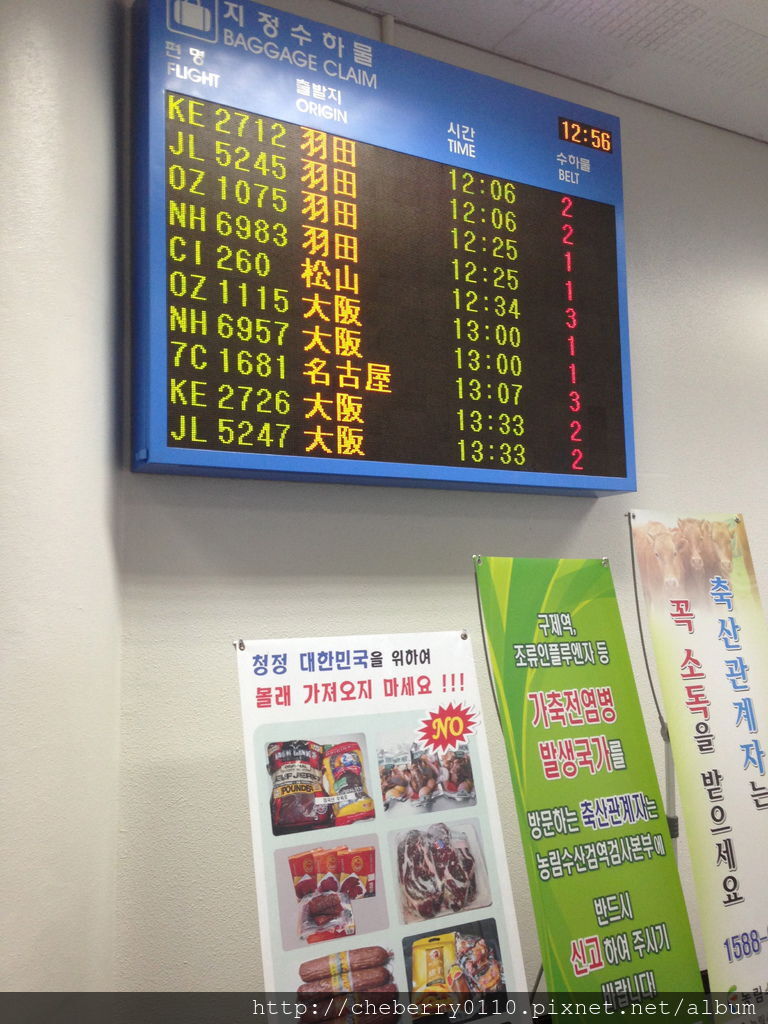 지정수하물
BAGGAGE CLAIM
편명 출발지 시간 수하물
FLIGHT ORIGIN TIME BELT
12:56
KE 2712 羽田 12:06 2
JL 5245 羽田 12:06 2
OZ 1075 羽田 12:25 1
NH 6983 羽田 12:25 1
CI 260 松山 12:34 3
OZ 1115 大阪 13:00 1
NH 6957 大阪 13:00 1
7C 1681 名古屋 13:07 3
KE 2726 大阪 13:33 2
JL 5247 大阪 13:33 2
청정 대한민국을 위하여
몰래 가져오지 마세요 !!!
NO
POUNDER
구제역,
조류인플루엔자 등
가축전염병
발생국가를
방문하는 축산관계자는
농림수산검역검사본부에
반드시
신고하여 주시기
바랍니다!
축산관계자는
꼭 소독을 받으세요
1588-
농림수
http://cheberry0110.pixnet.net/album